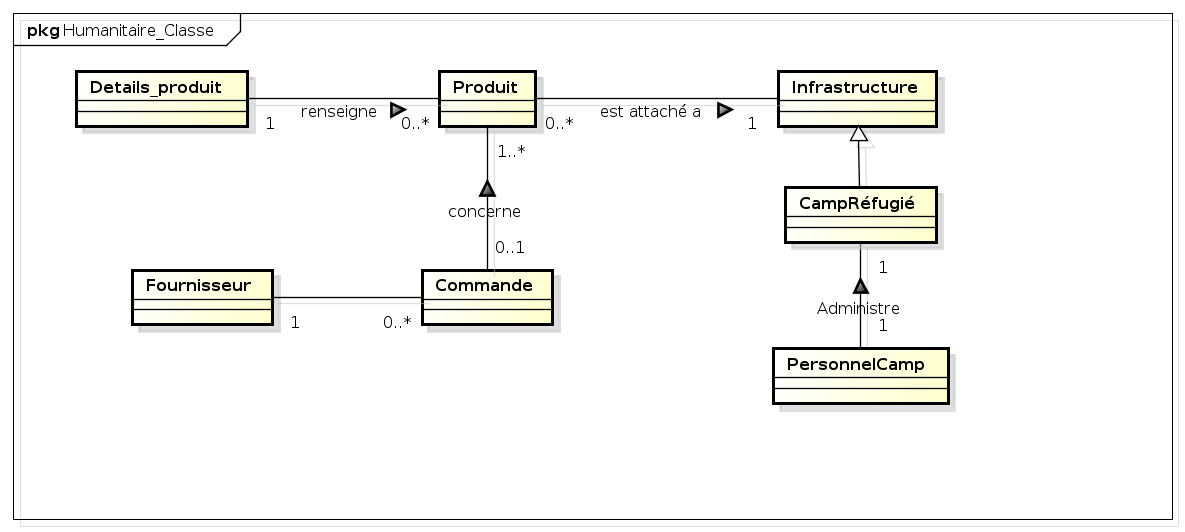 pkg Humanitaire_Classe
Details_produit
Produit
Infrastructure
renseigne
est attaché a
1
0..*
0..*
1
1..*
CampRéfugié
concerne
0..1
1
Fournisseur
Commande
Administre
1
0..*
1
PersonnelCamp